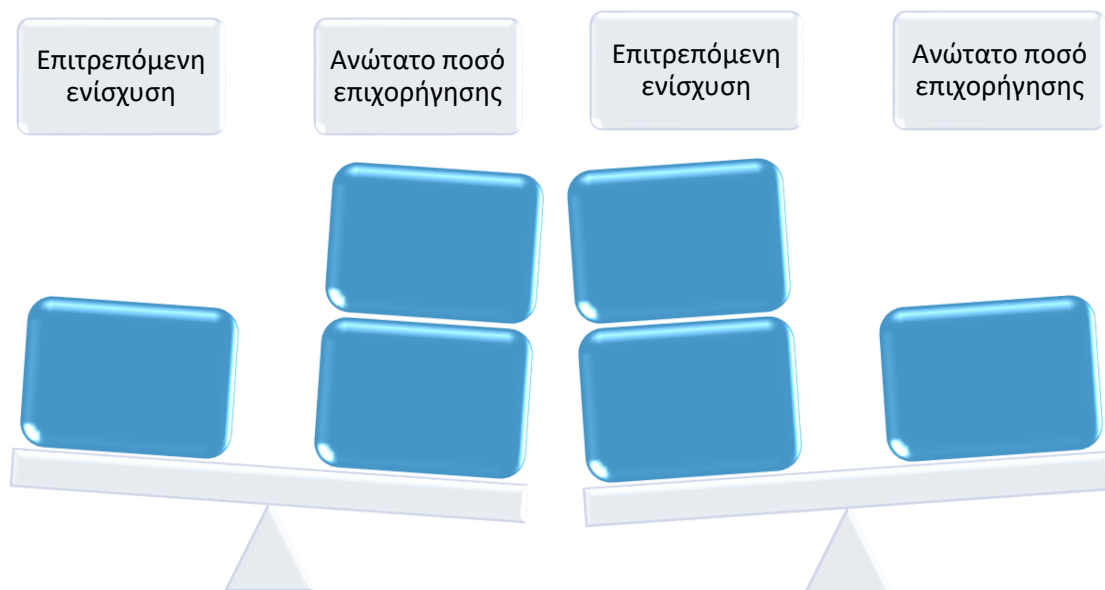 Επιτρεπόμενη
ενίσχυση
Ανώτατο ποσό
επιχορήγησης
Επιτρεπόμενη
ενίσχυση
Ανώτατο ποσό
επιχορήγησης